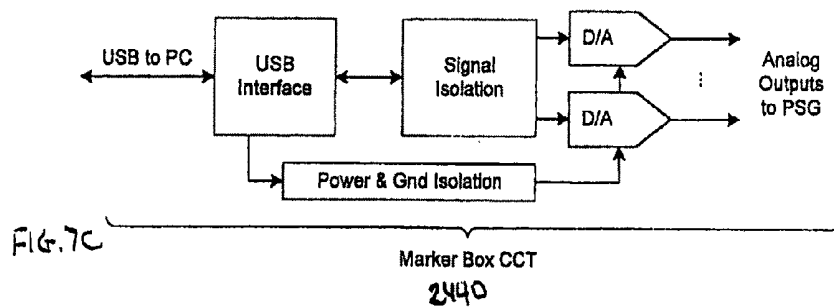 USB to PC
USB
Interface
Signal
Isolation
D/A
D/A
Analog
Outputs
to PSG
Power & Gnd Isolation
FIG.7C
Marker Box CCT
2440